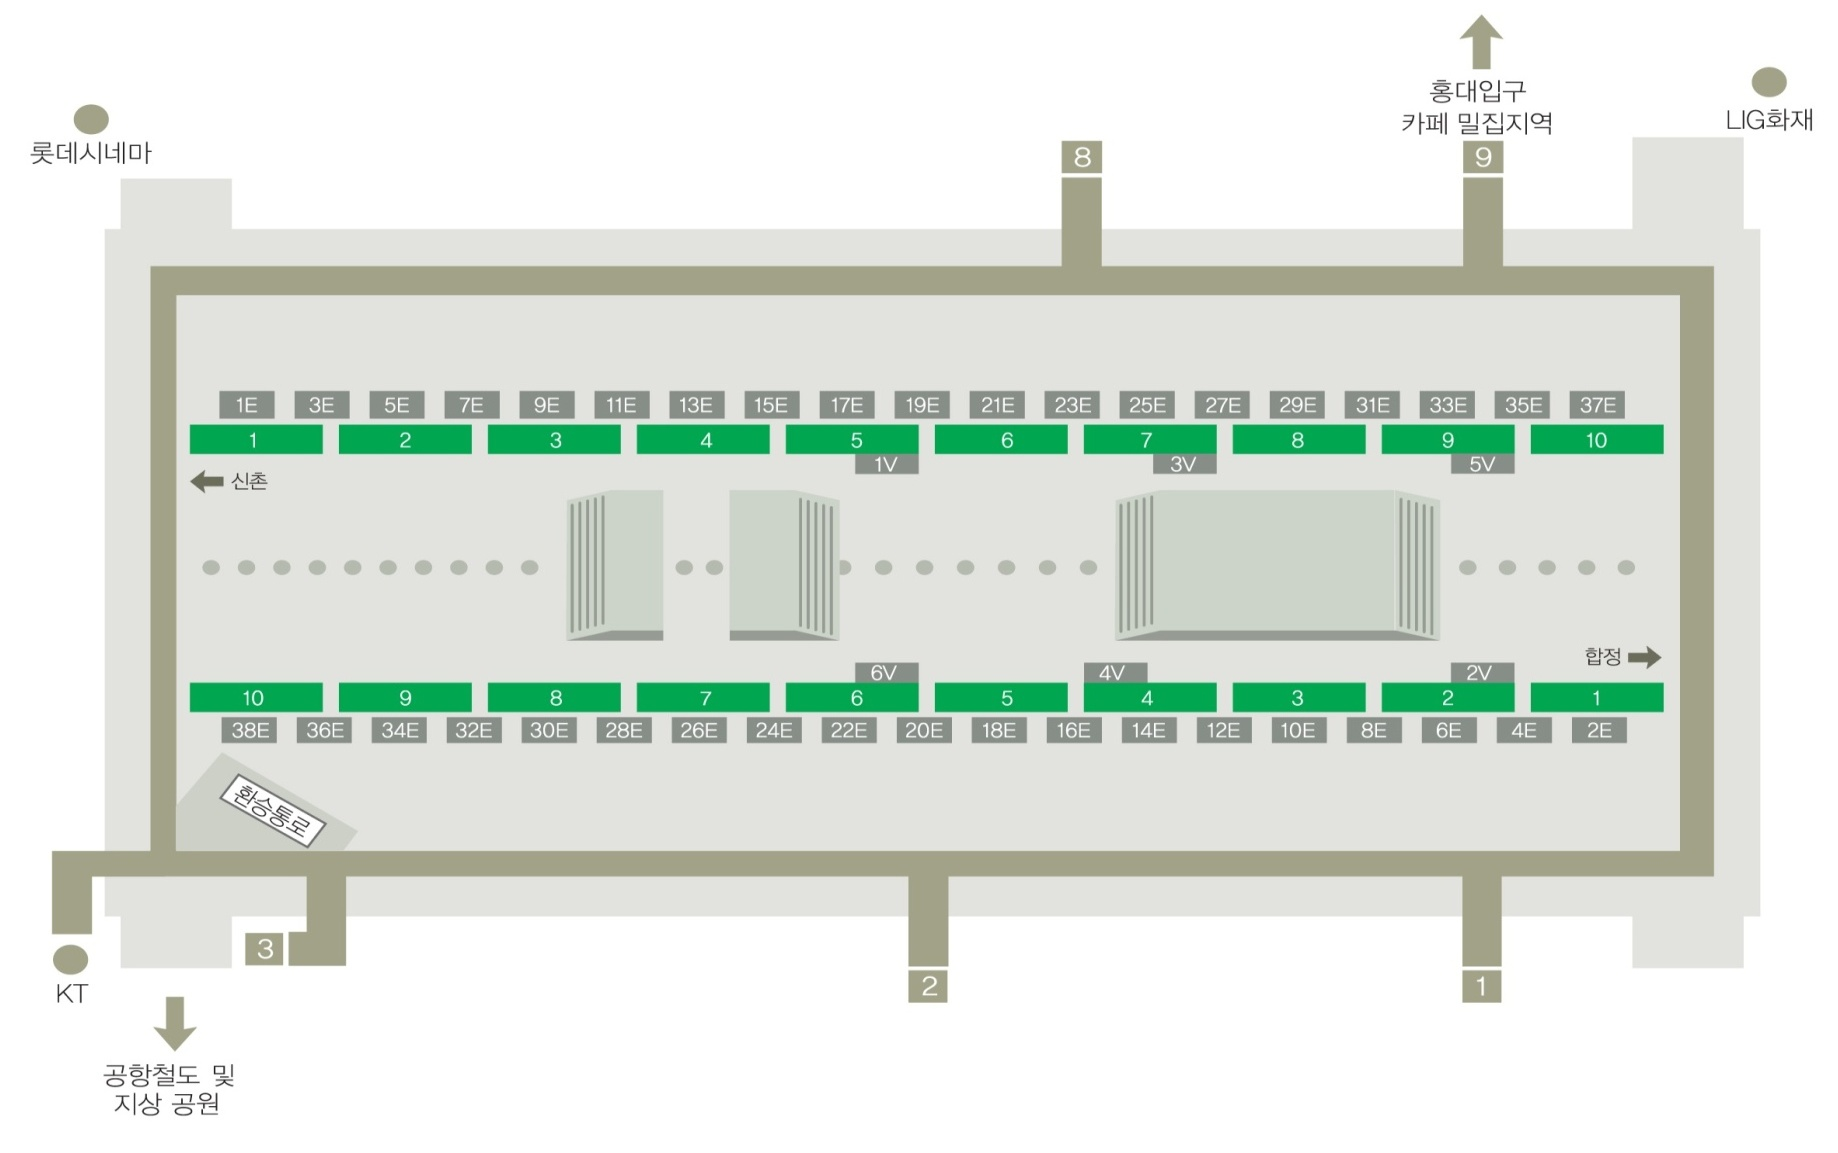 홍대입구
카페 밀집지역
LIG화재
롯데시네마
8
9
1E 3E 5E 7E 9E 11E 13E 15E 17E 19E 21E 23E 25E 27E 29E 31E 33E 35E 37E
1 2 3 4 5 6 7 8 9 10
1V 3V 5V
신촌
합정
6V 4V 2V
10 9 8 7 6 5 4 3 2 1
38E 36E 34E 32E 30E 28E 26E 24E 22E 20E 18E 16E 14E 12E 10E 8E 6E 4E 2E
환승통로
3
2
1
KT
공항철도 및
지상 공원